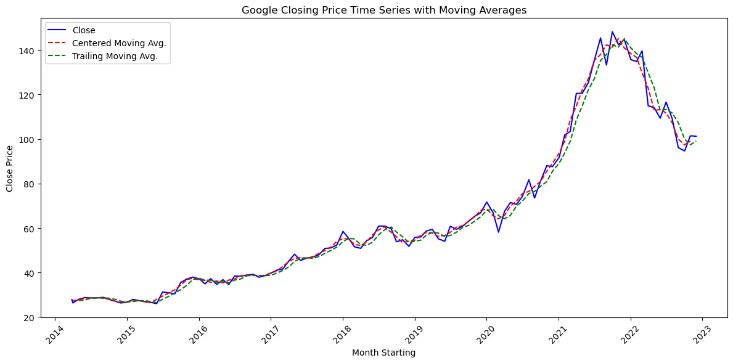 Google Closing Price Time Series with Moving Averages
Close
Centered Moving Avg.
Trailing Moving Avg.
140
120
100
80
60
40
20
Close Price
2014
2015
2016
2017
2018
2019
2020
2021
2022
2023
Month Starting